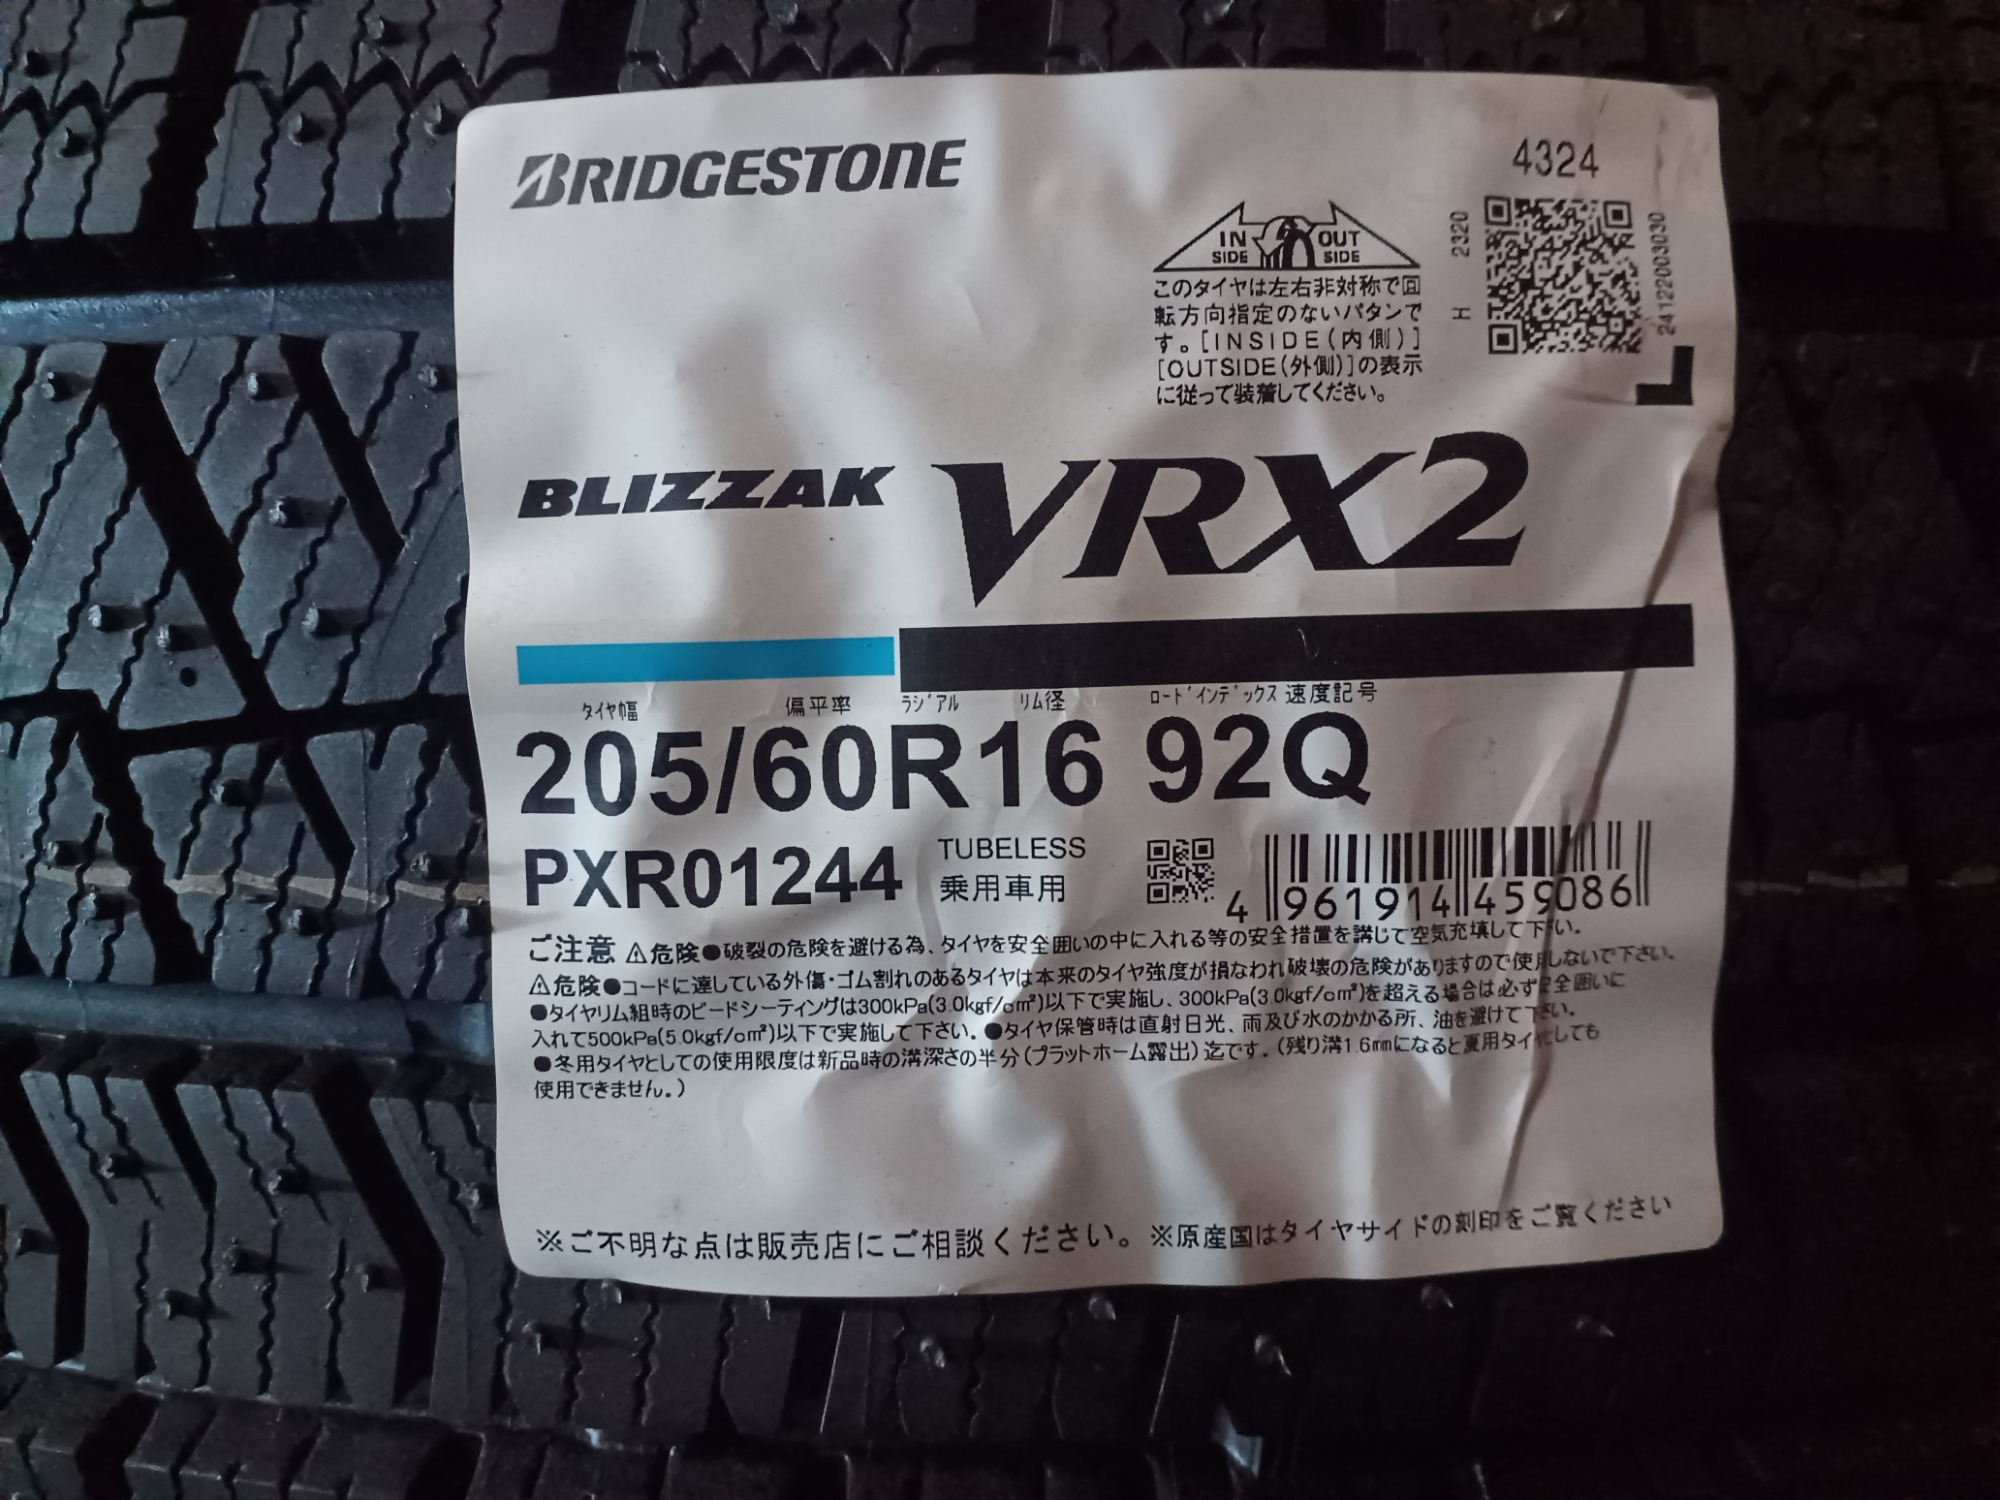 BRIDGESTONE
4324
IN SIDE OUT SIDE
H 2320
2412200303030
このタイヤは左右非対称で回
転方向指定のないパタンで
す。[INSIDE(内側)]
[OUTSIDE(外側)]の表示
に従って装着してください。
BLIZZAK VRX2
タイヤ幅 偏平率 ラジアル リム径 ロードインデックス 速度記号
205/60R16 92Q
PXR01244 TUBELESS
乗用車用
4 961914 459086
ご注意 ⚠危険●破裂の危険を避ける為、タイヤを安全囲いの中に入れる等の安全措置を講じて空気充填して下さい。
⚠危険●コードに達している外傷・ゴム割れのあるタイヤは本来のタイヤ強度が損なわれ破壊の危険がありますので使用しないで下さい。
●タイヤリム組時のビードシーティングは300kPa(3.0kgf/cm²)以下で実施し、300kPa(3.0kgf/cm²)を超える場合は必ず安全囲いに
入れて500kPa(5.0kgf/cm²)以下で実施して下さい。●タイヤ保管時は直射日光、雨及び水のかかる所、油を避けて下さい。
●冬用タイヤとしての使用限度は新品時の溝深さの半分(プラットホーム露出)迄です。(残り溝1.6mmになると夏用タイヤとしても
使用できません。)
※ご不明な点は販売店にご相談ください。※原産国はタイヤサイドの刻印をご覧ください